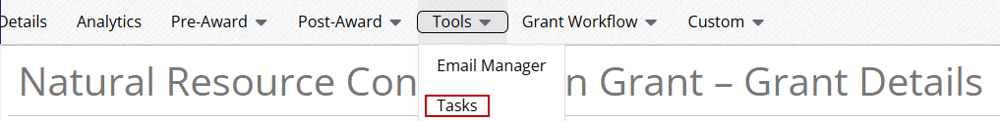 Details Analytics Pre-Award Post-Award Tools Grant Workflow Custom
Email Manager
Natural Resource Con n Grant – Grant Details
Tasks